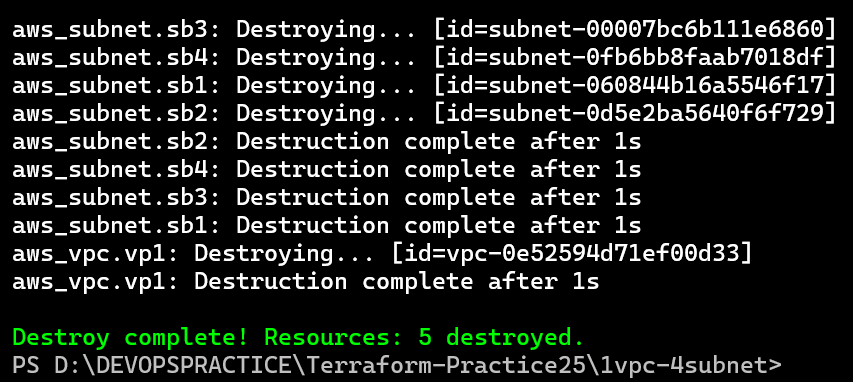 aws_subnet.sb3: Destroying... [id=subnet-00007bc6b111e6860]
aws_subnet.sb4: Destroying... [id=subnet-0fb6bb8faab7018df]
aws_subnet.sb1: Destroying... [id=subnet-060844b16a5546f17]
aws_subnet.sb2: Destroying... [id=subnet-0d5e2ba5640f6f729]
aws_subnet.sb2: Destruction complete after 1s
aws_subnet.sb4: Destruction complete after 1s
aws_subnet.sb3: Destruction complete after 1s
aws_subnet.sb1: Destruction complete after 1s
aws_vpc.vp1: Destroying... [id=vpc-0e52594d71ef00d33]
aws_vpc.vp1: Destruction complete after 1s
Destroy complete! Resources: 5 destroyed.
PS D:\DEVOPSPRACTICE\Terraform-Practice25\1vpc-4subnet>